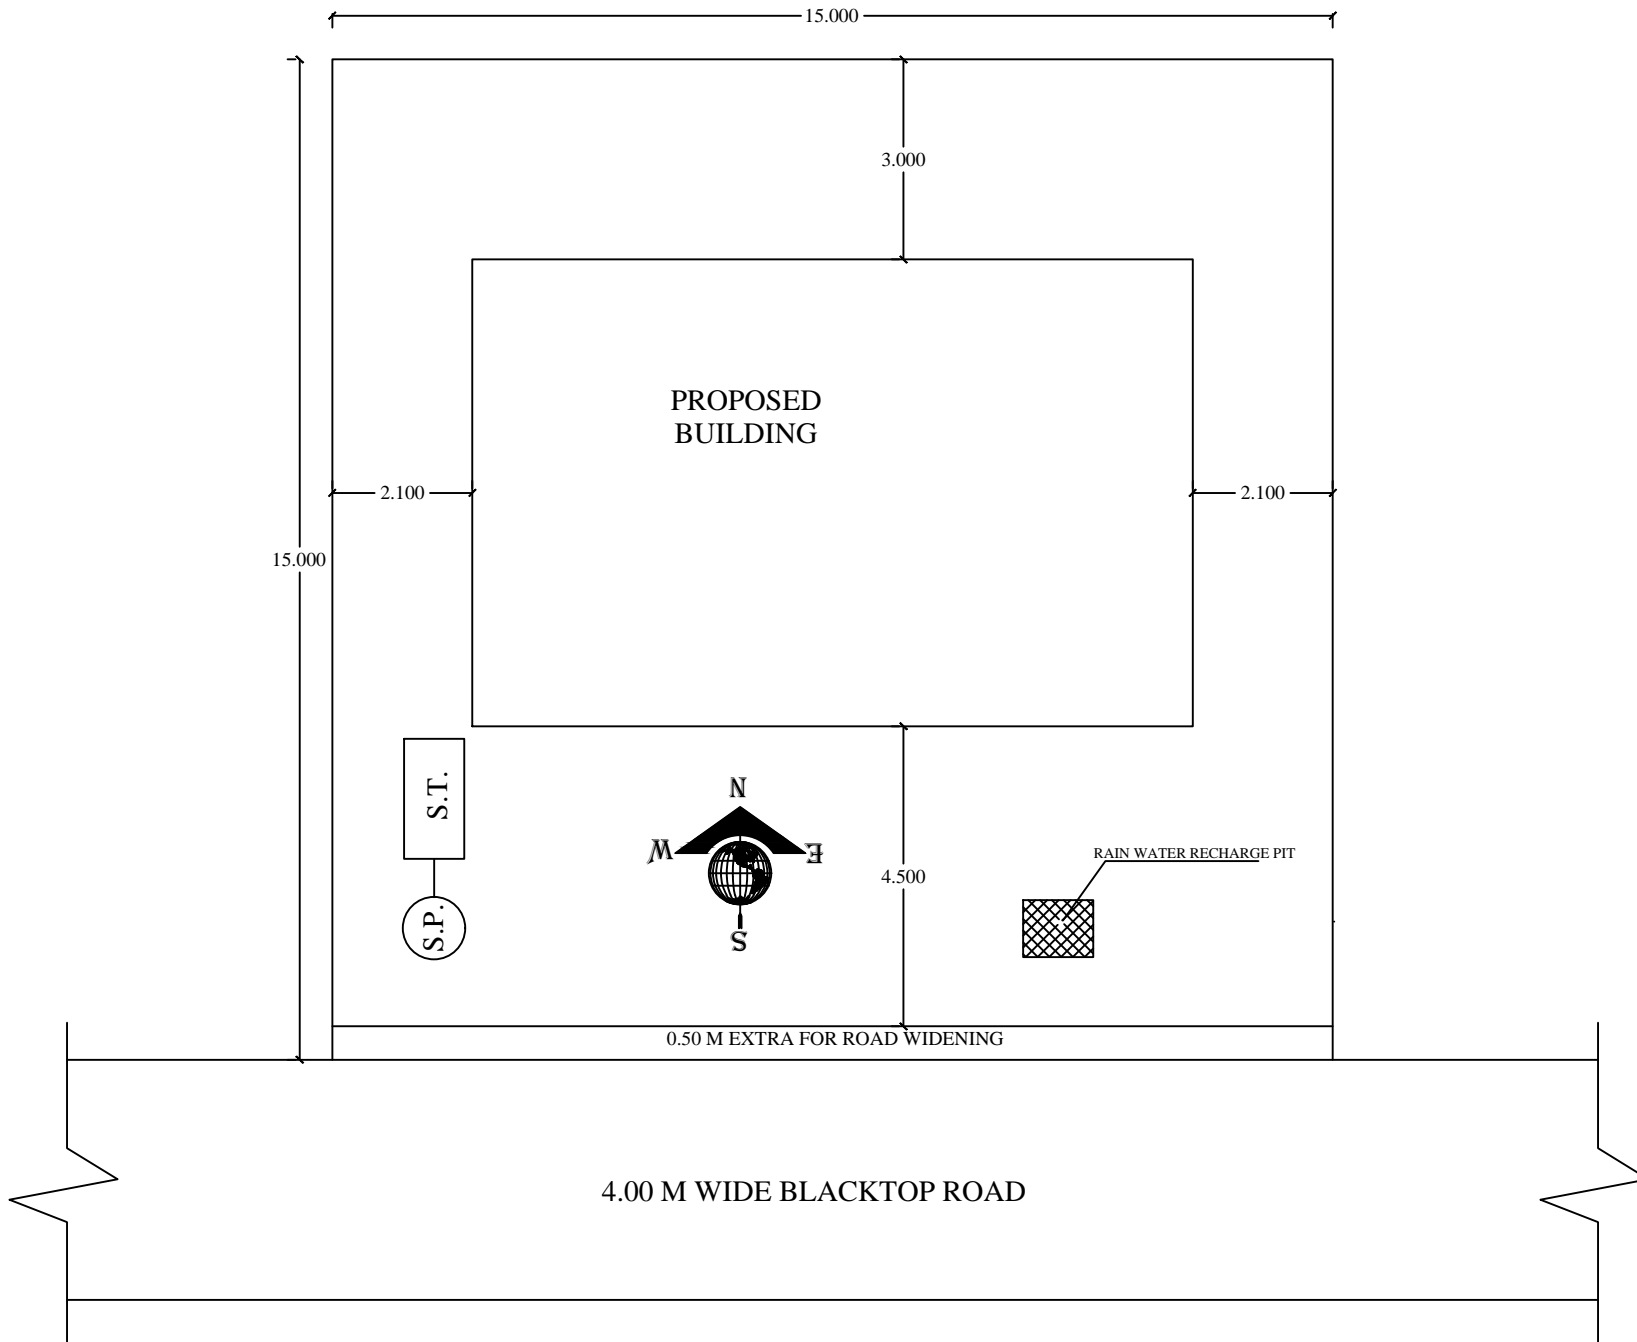 15.000
3.000
PROPOSED
BUILDING
2.100
2.100
15.000
S.T.
N
W
E
S
4.500
RAIN WATER RECHARGE PIT
S.P.
0.50 M EXTRA FOR ROAD WIDENING
4.00 M WIDE BLACKTOP ROAD